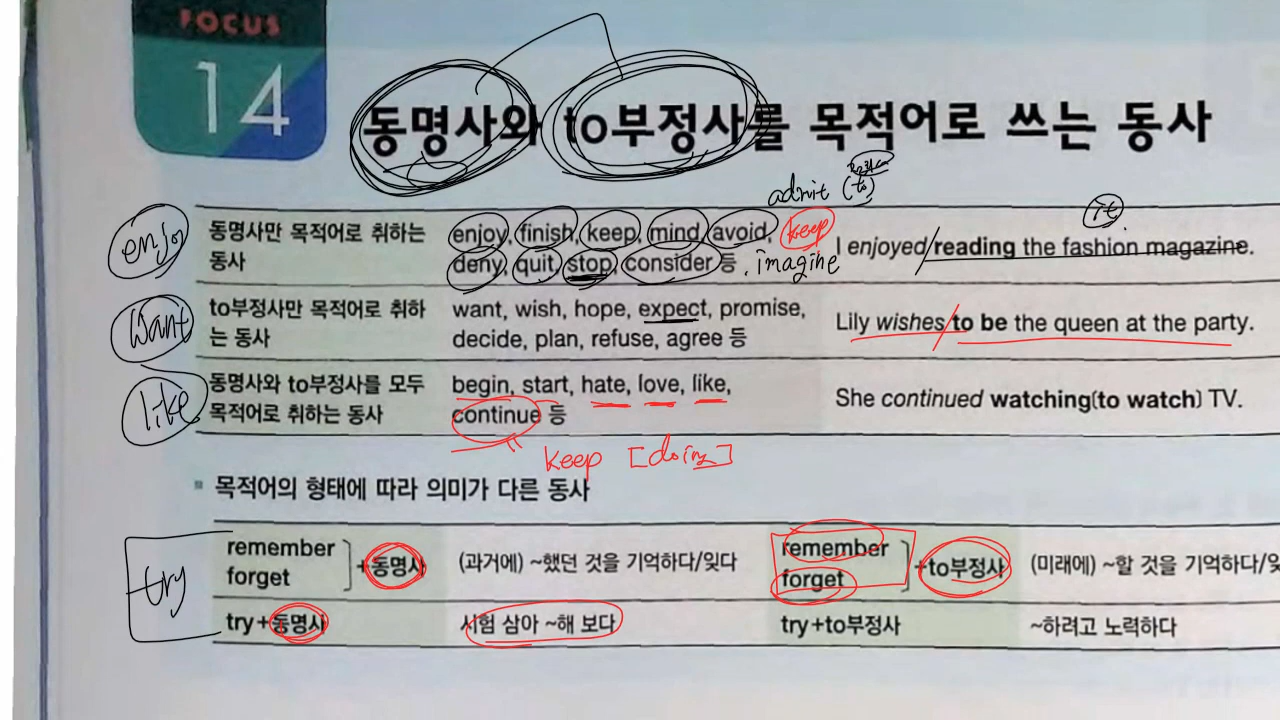 FOCUS
14
동명사와 to부정사를 목적어로 쓰는 동사
admit (to)
enjoy
동명사만 목적어로 취하는
동사
enjoy, finish, keep, mind, avoid, keep
deny, quit, stop, consider 등 . imagine
it
I enjoyed/reading the fashion magazine.
want
to부정사만 목적어로 취하
는 동사
want, wish, hope, expect, promise,
decide, plan, refuse, agree 등
Lily wishes/to be the queen at the party.
like
동명사와 to부정사를 모두
목적어로 취하는 동사
begin, start, hate, love, like,
continue 등
She continued watching(to watch) TV.
keep [doing]
목적어의 형태에 따라 의미가 다른 동사
try
remember
forget
+동명사
(과거에) ~했던 것을 기억하다/잊다
remember
forget
+to부정사
(미래에) ~할 것을 기억하다/잊
try+동명사
시험 삼아 ~해 보다
try+to부정사
~하려고 노력하다